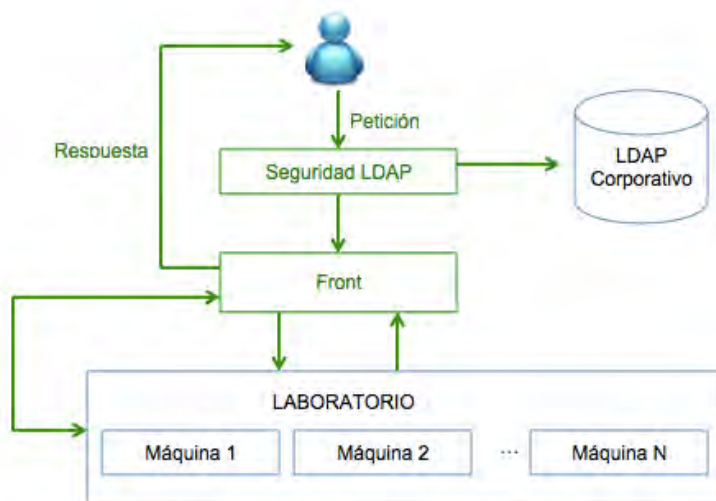 Petición
Respuesta
Seguridad LDAP
LDAP
Corporativo
Front
LABORATORIO
Máquina 1
Máquina 2
...
Máquina N